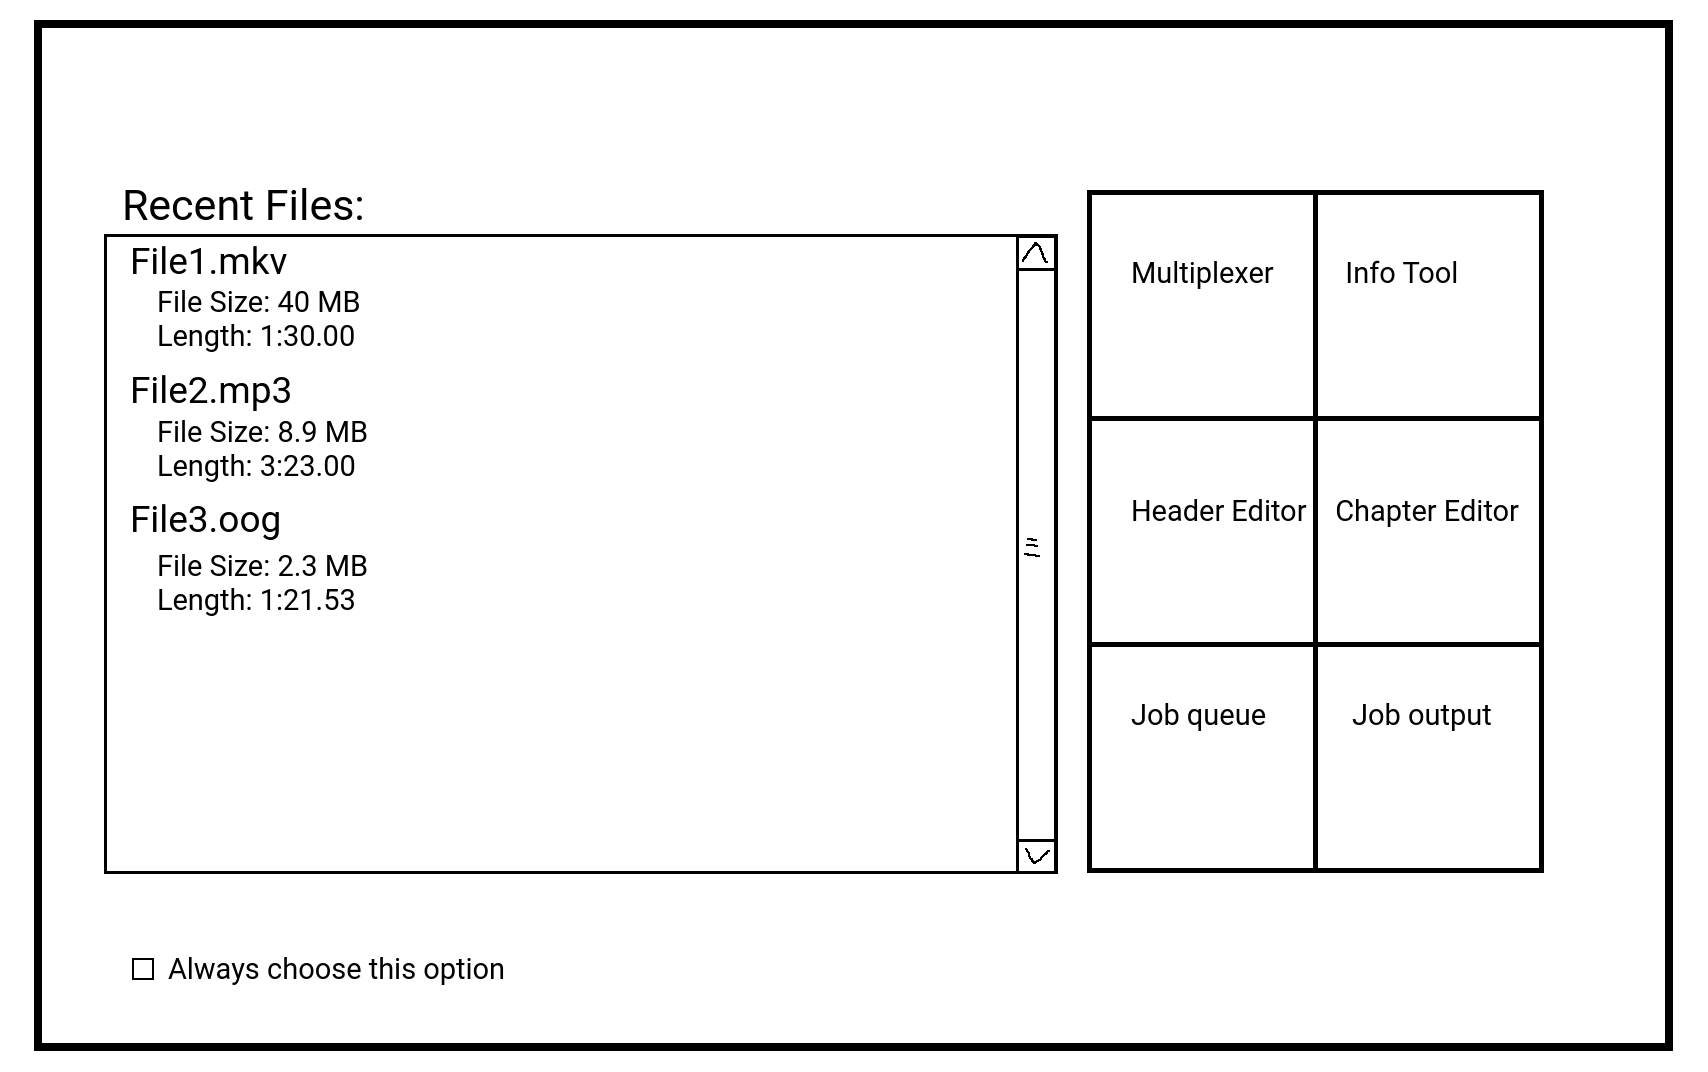 Recent Files:
File1.mkv
File Size: 40 MB
Length: 1:30.00
File2.mp3
File Size: 8.9 MB
Length: 3:23.00
File3.oog
File Size: 2.3 MB
Length: 1:21.53
Multiplexer
Info Tool
Header Editor
Chapter Editor
Job queue
Job output
Always choose this option